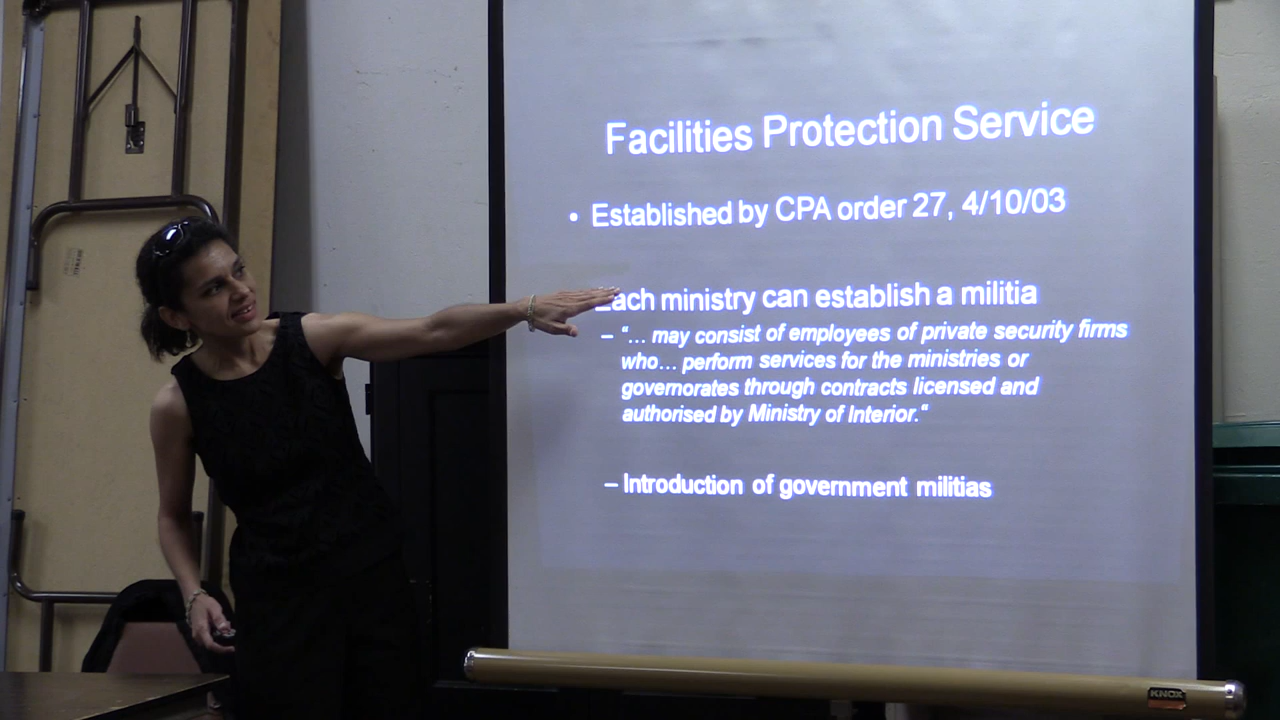 Facilities Protection Service
• Established by CPA order 27, 4/10/03
Each ministry can establish a militia
– "... may consist of employees of private security firms
who... perform services for the ministries or
governorates through contracts licensed and
authorised by Ministry of Interior."
– Introduction of government militias
KNOX